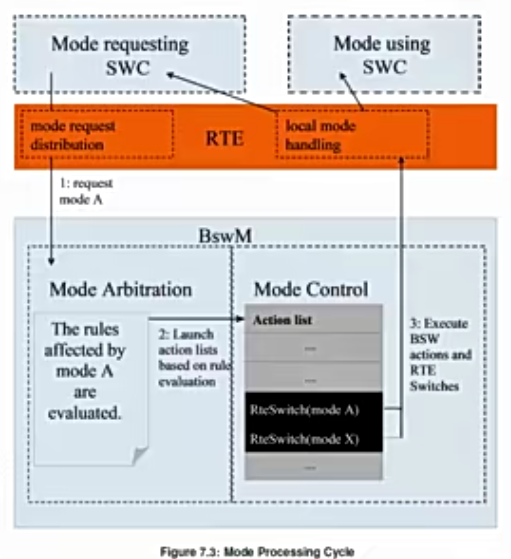 Mode requesting
SWC
Mode using
SWC
mode request
distribution
RTE
local mode
handling
1: request
mode A
BswM
Mode Arbitration
Mode Control
The rules
affected by
mode A
are
evaluated.
2: Launch
action lists
based on rule
evaluation
Action list
...
...
RteSwitch(mode A)
RteSwitch(mode X)
...
3: Execute
BSW
actions and
RTE
Switches
Figure 7.3: Mode Processing Cycle